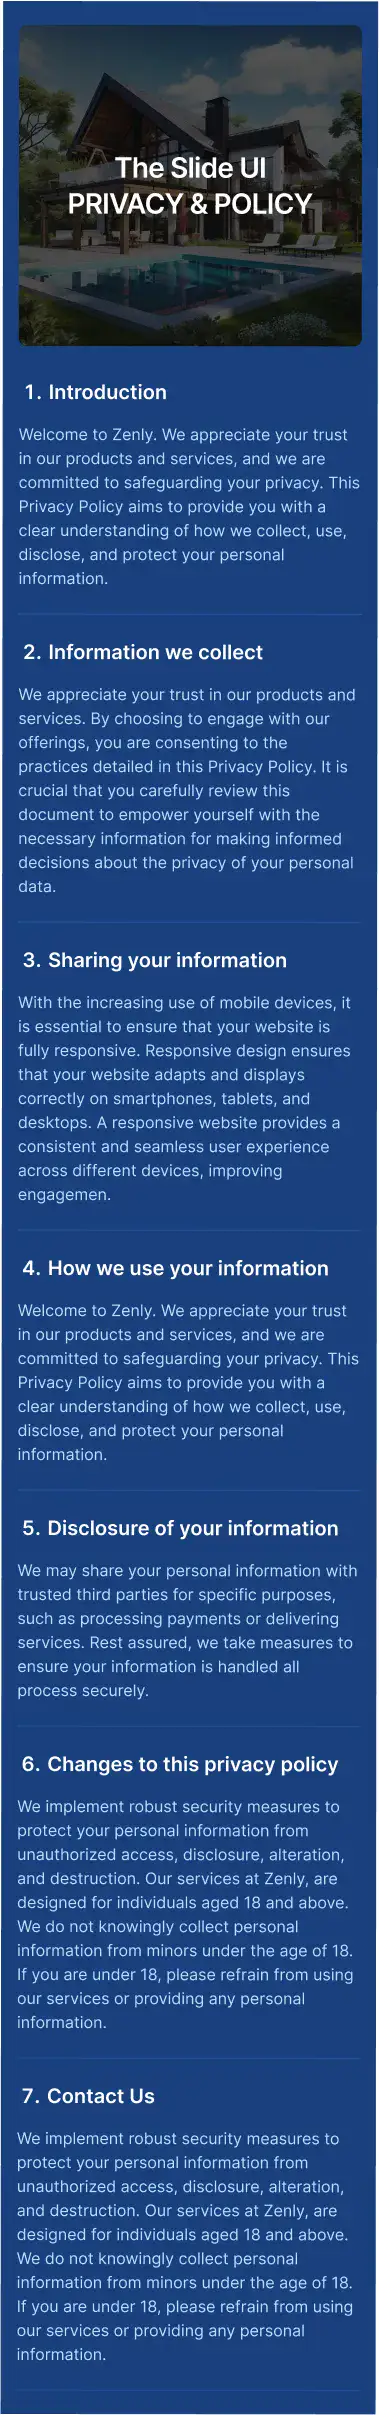 The Slide UI
PRIVACY & POLICY
1. Introduction
Welcome to Zenly. We appreciate your trust
in our products and services, and we are
committed to safeguarding your privacy. This
Privacy Policy aims to provide you with a
clear understanding of how we collect, use,
disclose, and protect your personal
information.
2. Information we collect
We appreciate your trust in our products and
services. By choosing to engage with our
offerings, you are consenting to the
practices detailed in this Privacy Policy. It is
crucial that you carefully review this
document to empower yourself with the
necessary information for making informed
decisions about the privacy of your personal
data.
3. Sharing your information
With the increasing use of mobile devices, it
is essential to ensure that your website is
fully responsive. Responsive design ensures
that your website adapts and displays
correctly on smartphones, tablets, and
desktops. A responsive website provides a
consistent and seamless user experience
across different devices, improving
engagemen.
4. How we use your information
Welcome to Zenly. We appreciate your trust
in our products and services, and we are
committed to safeguarding your privacy. This
Privacy Policy aims to provide you with a
clear understanding of how we collect, use,
disclose, and protect your personal
information.
5. Disclosure of your information
We may share your personal information with
trusted third parties for specific purposes,
such as processing payments or delivering
services. Rest assured, we take measures to
ensure your information is handled all
process securely.
6. Changes to this privacy policy
We implement robust security measures to
protect your personal information from
unauthorized access, disclosure, alteration,
and destruction. Our services at Zenly, are
designed for individuals aged 18 and above.
We do not knowingly collect personal
information from minors under the age of 18.
If you are under 18, please refrain from using
our services or providing any personal
information.
7. Contact Us
We implement robust security measures to
protect your personal information from
unauthorized access, disclosure, alteration,
and destruction. Our services at Zenly, are
designed for individuals aged 18 and above.
We do not knowingly collect personal
information from minors under the age of 18.
If you are under 18, please refrain from using
our services or providing any personal
information.